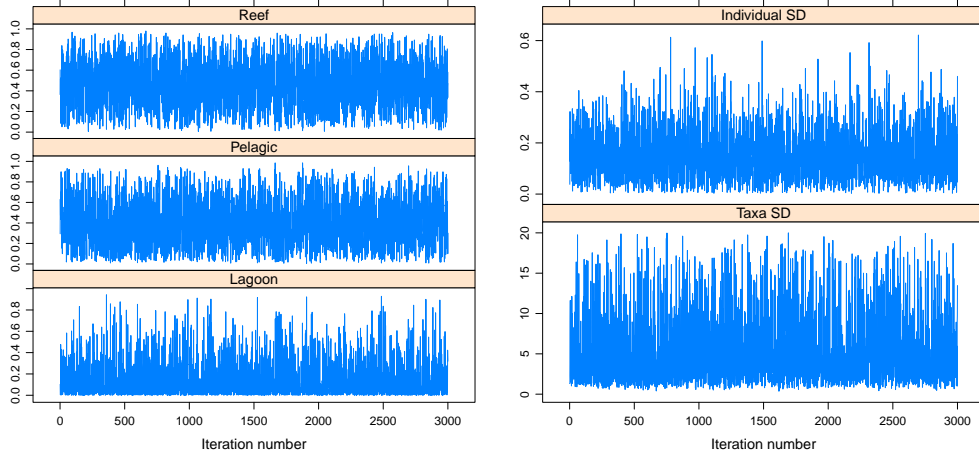 Reef
0.0 0.2 0.4 0.6 0.8 1.0
Pelagic
0.0 0.2 0.4 0.6 0.8 1.0
Lagoon
0.0 0.2 0.4 0.6 0.8
0 500 1000 1500 2000 2500 3000
Iteration number
Individual SD
0.0 0.2 0.4 0.6
Taxa SD
0 5 10 15 20
0 500 1000 1500 2000 2500 3000
Iteration number